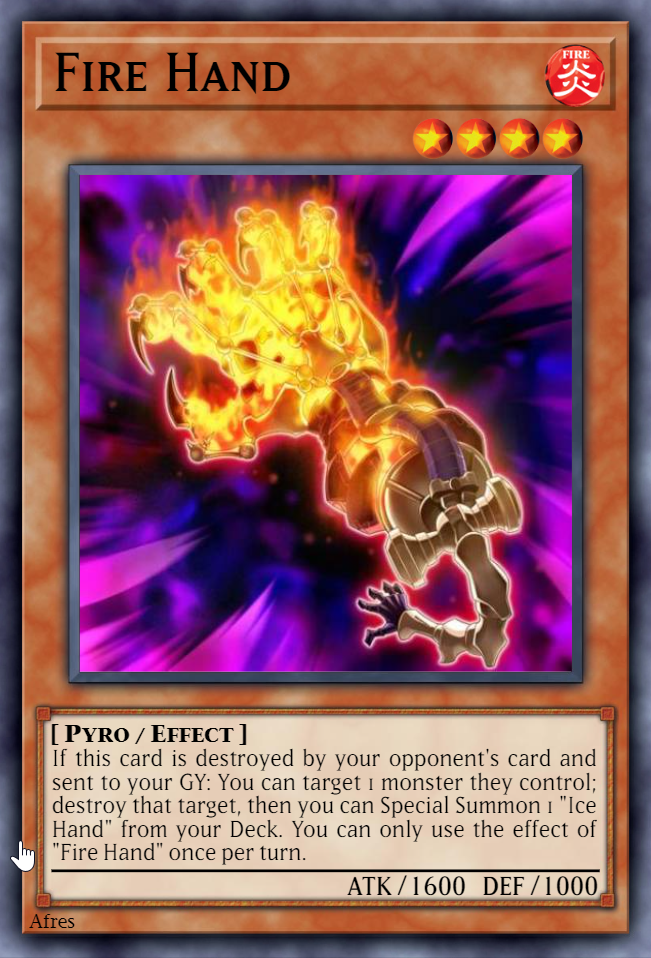 FIRE HAND
FIRE
炎
[ PYRO / EFFECT ]
If this card is destroyed by your opponent's card and
sent to your GY: You can target 1 monster they control;
destroy that target, then you can Special Summon 1 "Ice
Hand" from your Deck. You can only use the effect of
"Fire Hand" once per turn.
ATK / 1600 DEF / 1000
Afres